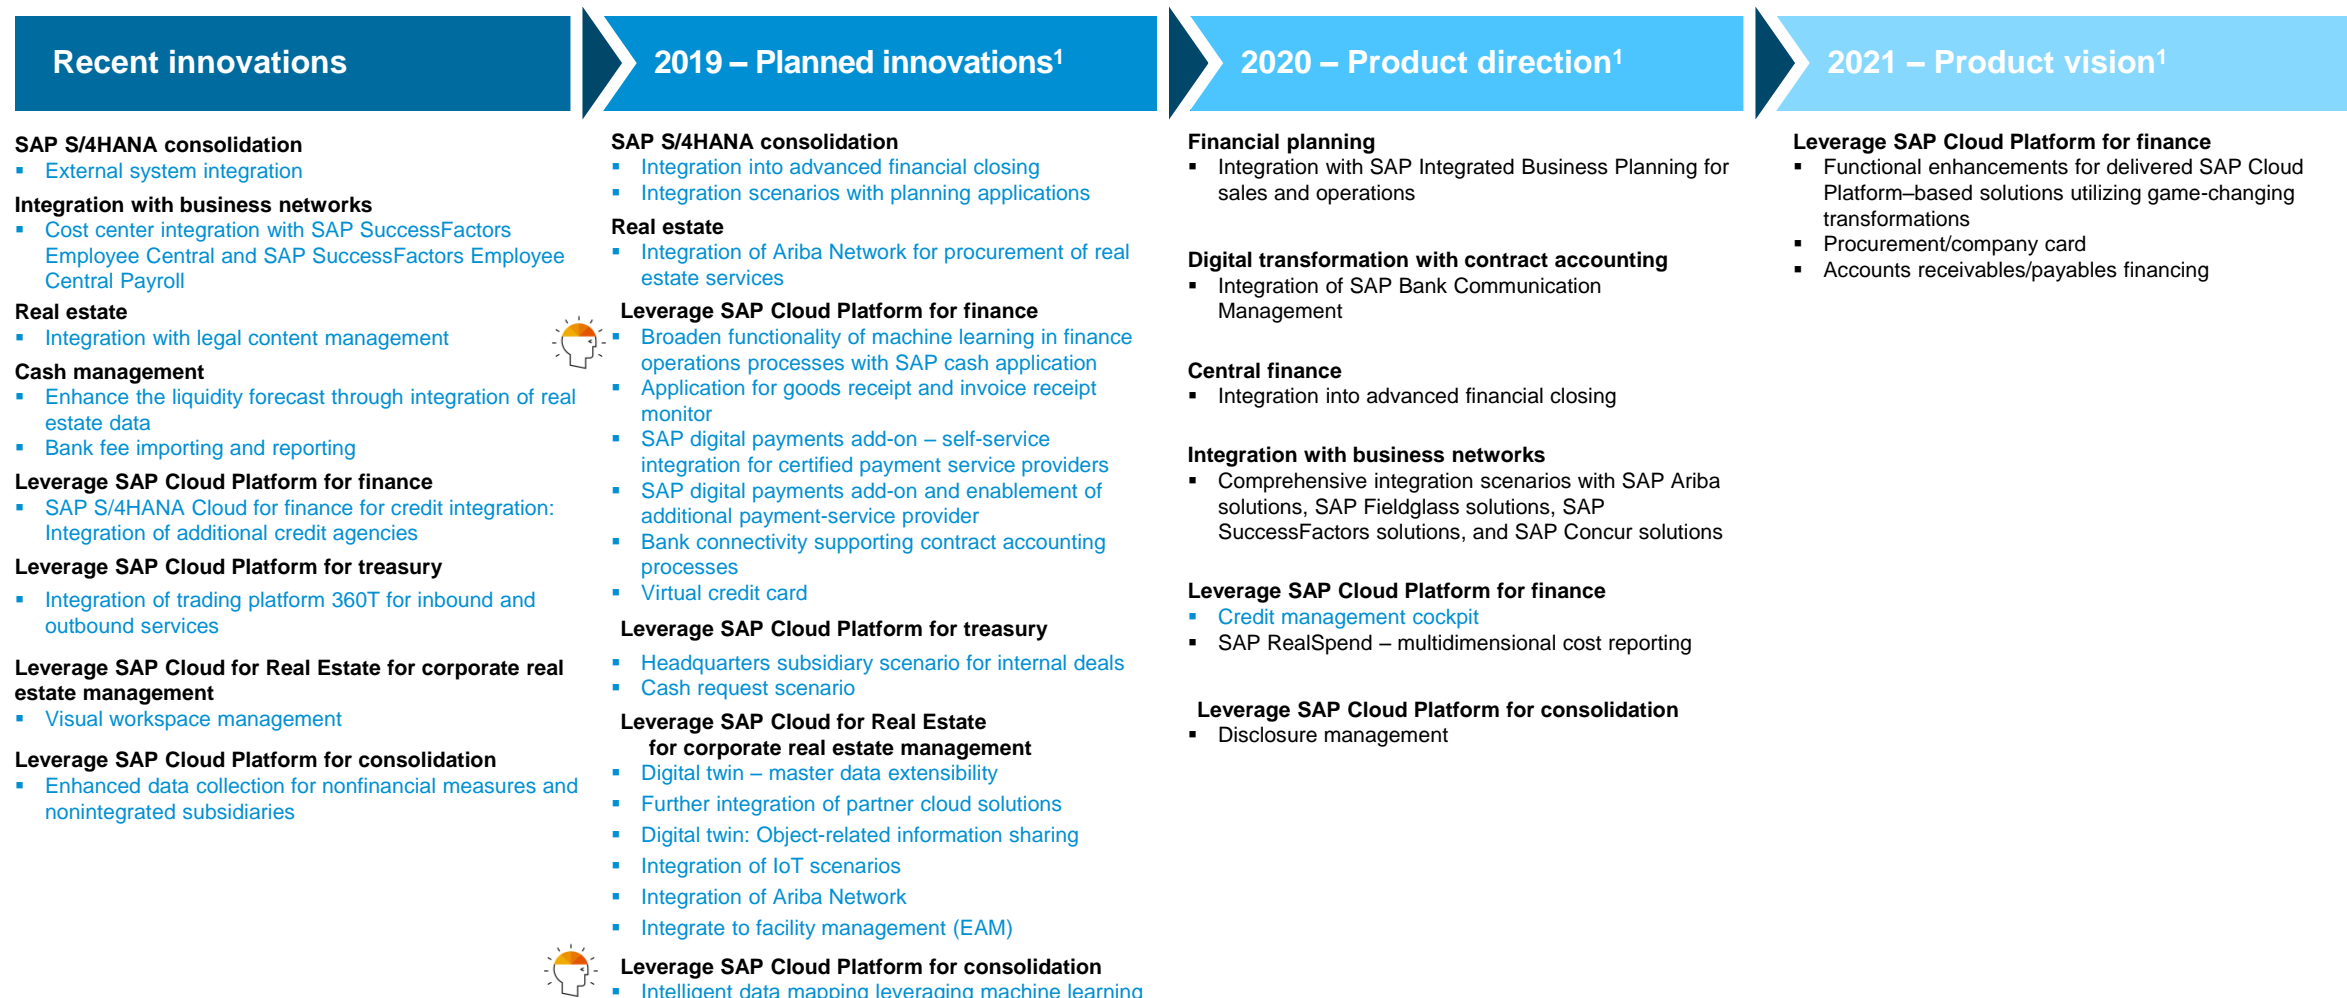 Recent innovations
SAP S/4HANA consolidation
▪ External system integration
Integration with business networks
▪ Cost center integration with SAP SuccessFactors
Employee Central and SAP SuccessFactors Employee
Central Payroll
Real estate
▪ Integration with legal content management
Cash management
▪ Enhance the liquidity forecast through integration of real
estate data
▪ Bank fee importing and reporting
Leverage SAP Cloud Platform for finance
▪ SAP S/4HANA Cloud for finance for credit integration:
Integration of additional credit agencies
Leverage SAP Cloud Platform for treasury
▪ Integration of trading platform 360T for inbound and
outbound services
Leverage SAP Cloud for Real Estate for corporate real
estate management
▪ Visual workspace management
Leverage SAP Cloud Platform for consolidation
▪ Enhanced data collection for nonfinancial measures and
nonintegrated subsidiaries
2019 – Planned innovations¹
SAP S/4HANA consolidation
▪ Integration into advanced financial closing
▪ Integration scenarios with planning applications
Real estate
▪ Integration of Ariba Network for procurement of real
estate services
Leverage SAP Cloud Platform for finance
▪ Broaden functionality of machine learning in finance
operations processes with SAP cash application
▪ Application for goods receipt and invoice receipt
monitor
▪ SAP digital payments add-on – self-service
integration for certified payment service providers
▪ SAP digital payments add-on and enablement of
additional payment-service provider
▪ Bank connectivity supporting contract accounting
processes
▪ Virtual credit card
Leverage SAP Cloud Platform for treasury
▪ Headquarters subsidiary scenario for internal deals
▪ Cash request scenario
Leverage SAP Cloud for Real Estate
for corporate real estate management
▪ Digital twin – master data extensibility
▪ Further integration of partner cloud solutions
▪ Digital twin: Object-related information sharing
▪ Integration of IoT scenarios
▪ Integration of Ariba Network
▪ Integrate to facility management (EAM)
Leverage SAP Cloud Platform for consolidation
▪ Intelligent data mapping leveraging machine learning
2020 – Product direction¹
Financial planning
▪ Integration with SAP Integrated Business Planning for
sales and operations
Digital transformation with contract accounting
▪ Integration of SAP Bank Communication
Management
Central finance
▪ Integration into advanced financial closing
Integration with business networks
▪ Comprehensive integration scenarios with SAP Ariba
solutions, SAP Fieldglass solutions, SAP
SuccessFactors solutions, and SAP Concur solutions
Leverage SAP Cloud Platform for finance
▪ Credit management cockpit
▪ SAP RealSpend – multidimensional cost reporting
Leverage SAP Cloud Platform for consolidation
▪ Disclosure management
2021 – Product vision¹
Leverage SAP Cloud Platform for finance
▪ Functional enhancements for delivered SAP Cloud
Platform–based solutions utilizing game-changing
transformations
▪ Procurement/company card
▪ Accounts receivables/payables financing